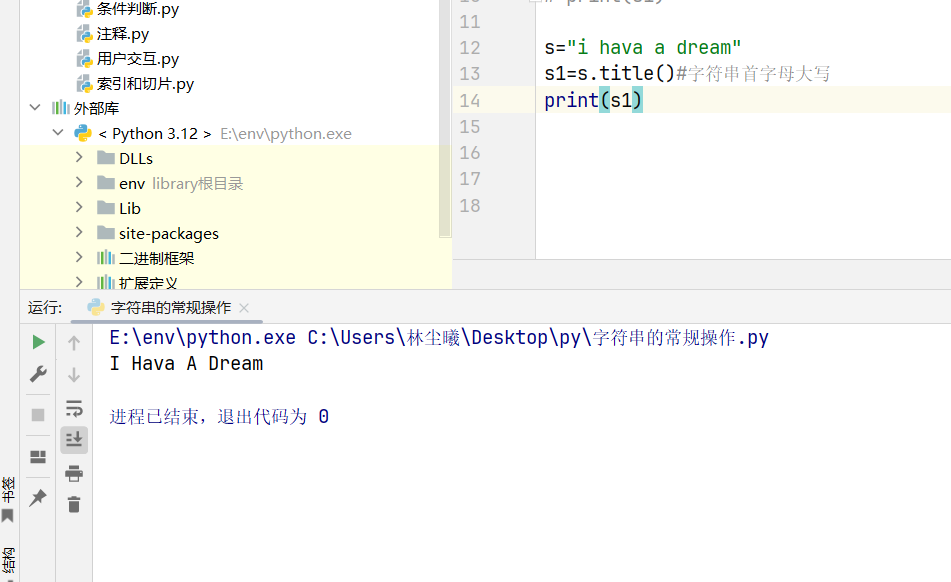 条件判断.py
注释.py
用户交互.py
索引和切片.py
外部库
< Python 3.12 > E:\env\python.exe
DLLs
env library根目录
Lib
site-packages
二进制框架
扩展定义
11
12 s="i hava a dream"
13 s1=s.title()#字符串首字母大写
14 print(s1)
15
16
17
18
运行: 字符串的常规操作
E:\env\python.exe C:\Users\林尘曦\Desktop\py\字符串的常规操作.py
I Hava A Dream
进程已结束，退出代码为 0
书签
结构